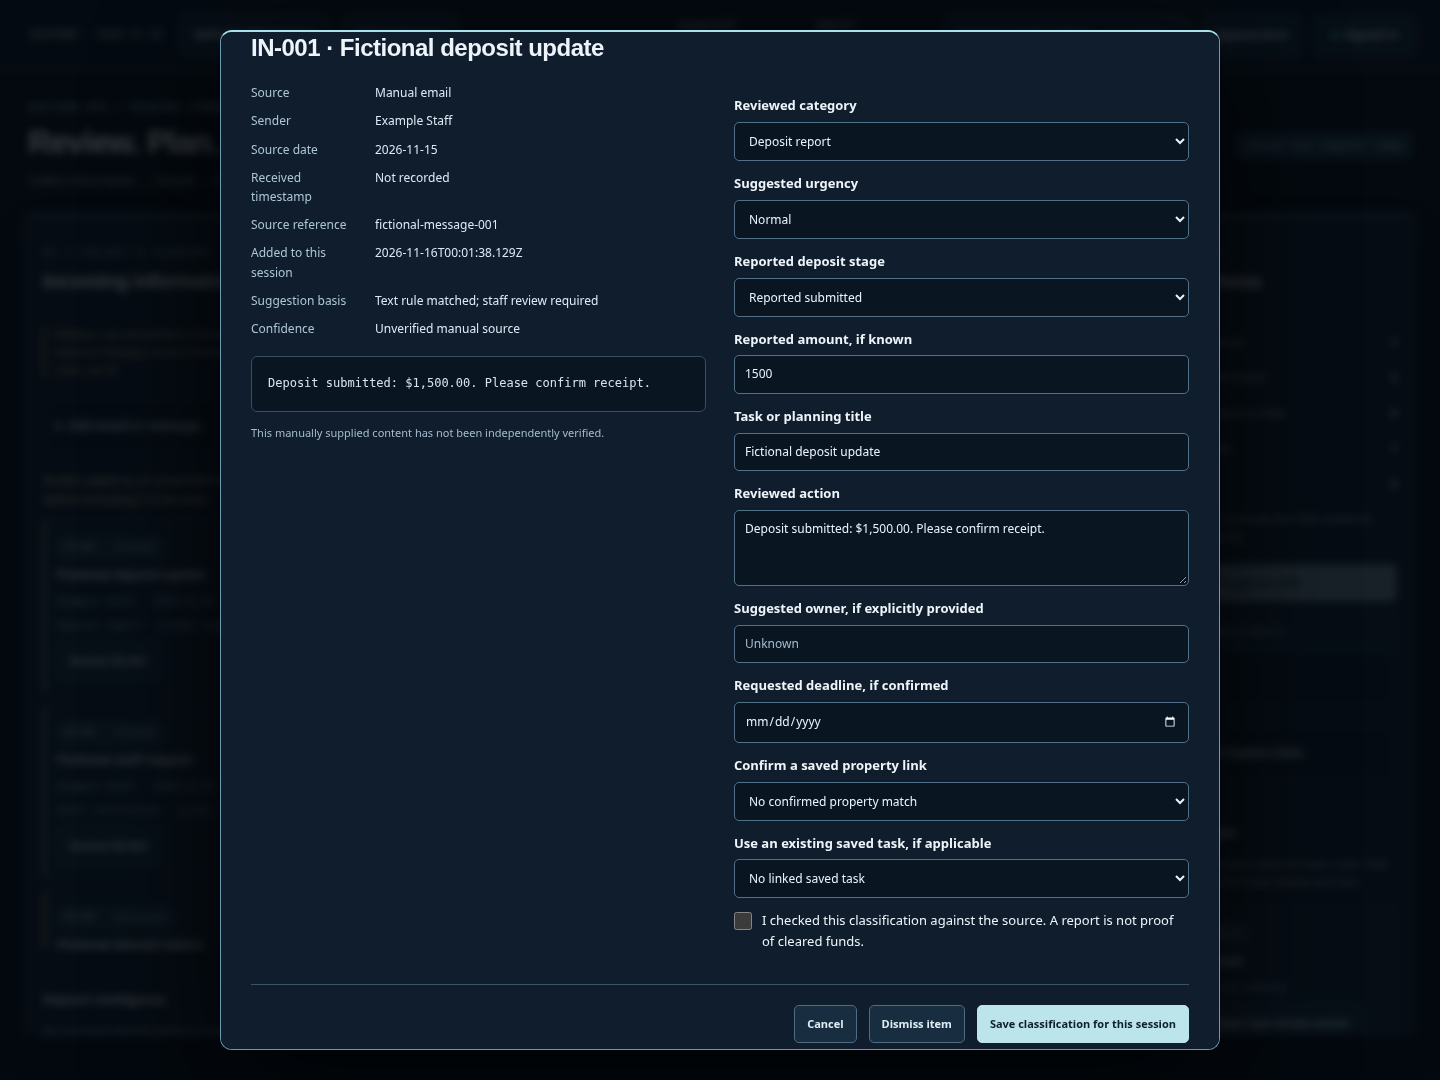 IN-001 · Fictional deposit update
Source
Manual email
Sender
Example Staff
Source date
2026-11-15
Received timestamp
Not recorded
Source reference
fictional-message-001
Added to this session
2026-11-16T00:01:38.129Z
Suggestion basis
Text rule matched; staff review required
Confidence
Unverified manual source
Deposit submitted: $1,500.00. Please confirm receipt.
This manually supplied content has not been independently verified.
Reviewed category
Deposit report
Suggested urgency
Normal
Reported deposit stage
Reported submitted
Reported amount, if known
1500
Task or planning title
Fictional deposit update
Reviewed action
Deposit submitted: $1,500.00. Please confirm receipt.
Suggested owner, if explicitly provided
Unknown
Requested deadline, if confirmed
mm/dd/yyyy
Confirm a saved property link
No confirmed property match
Use an existing saved task, if applicable
No linked saved task
I checked this classification against the source. A report is not proof
of cleared funds.
Cancel
Dismiss item
Save classification for this session
Review. Plan.